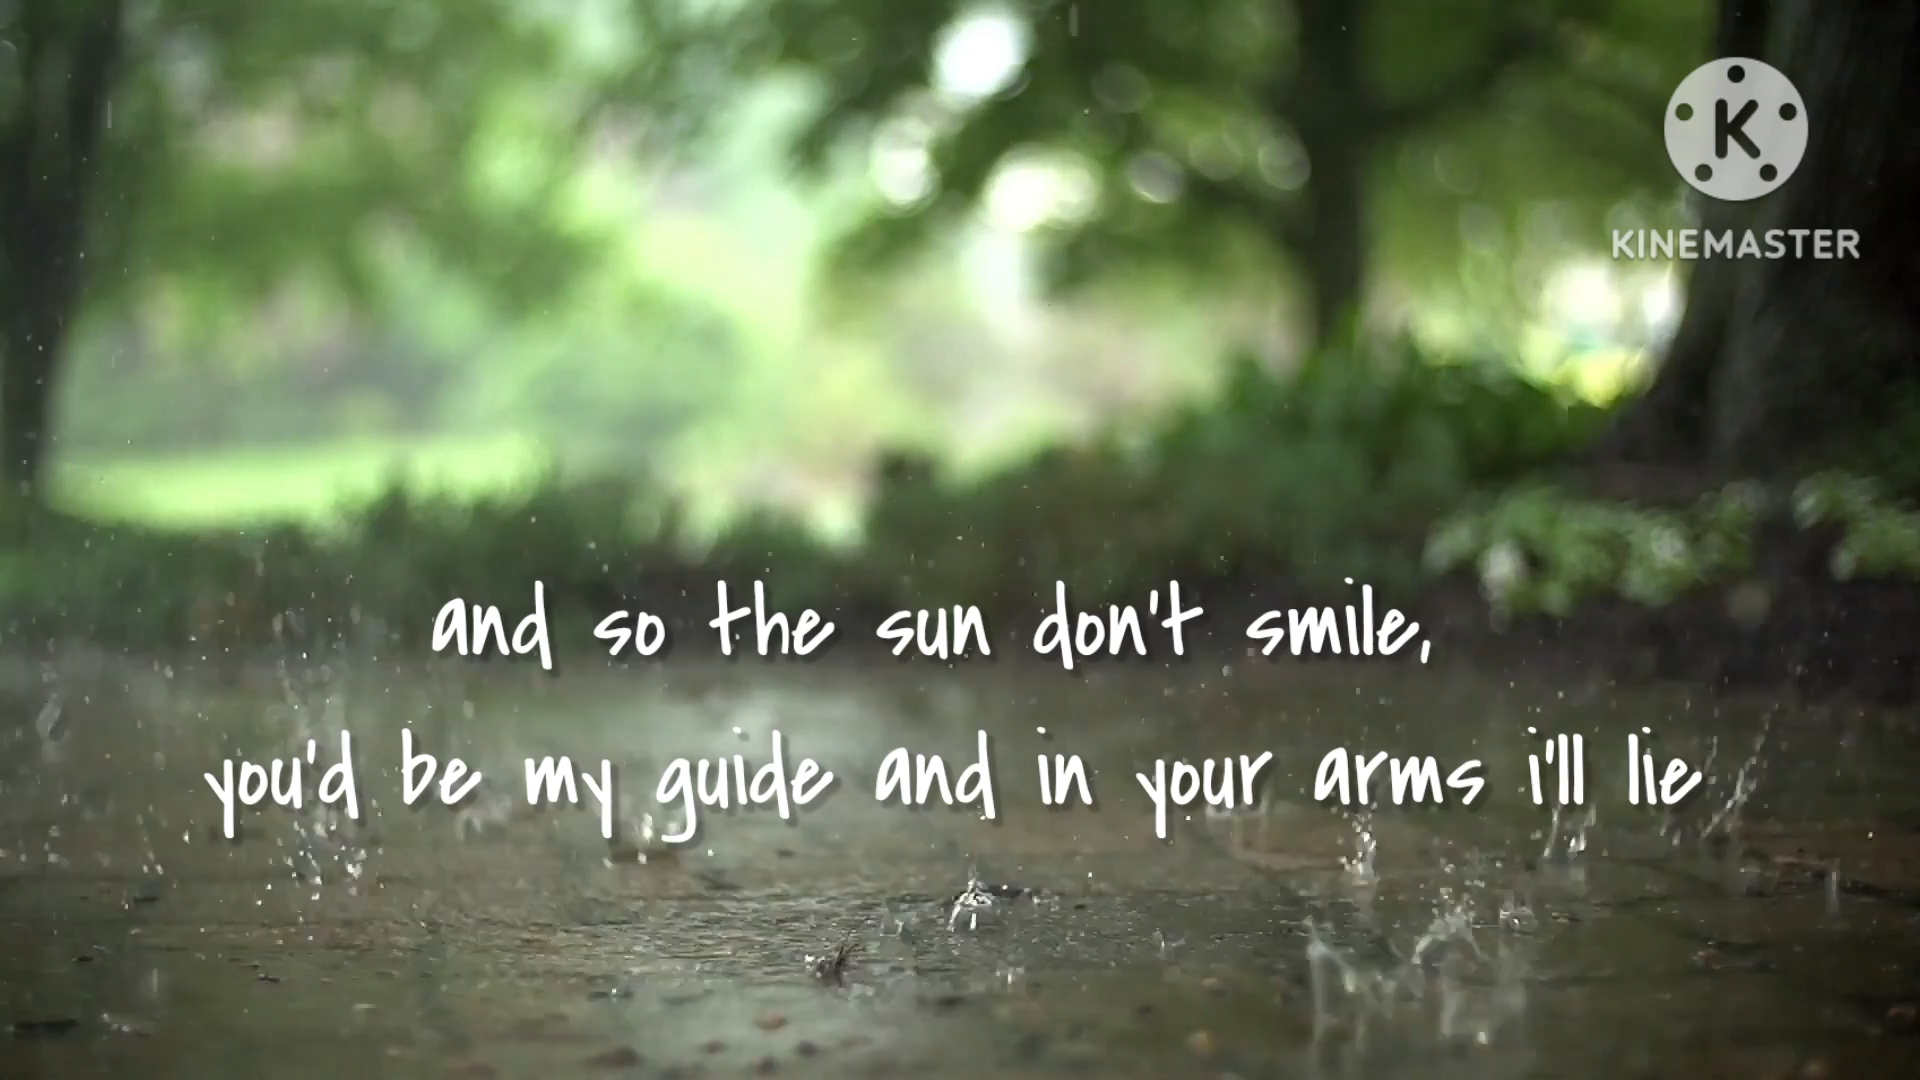 KINEMASTER
and so the sun don't smile,
you'd be my guide and in your arms i'll lie